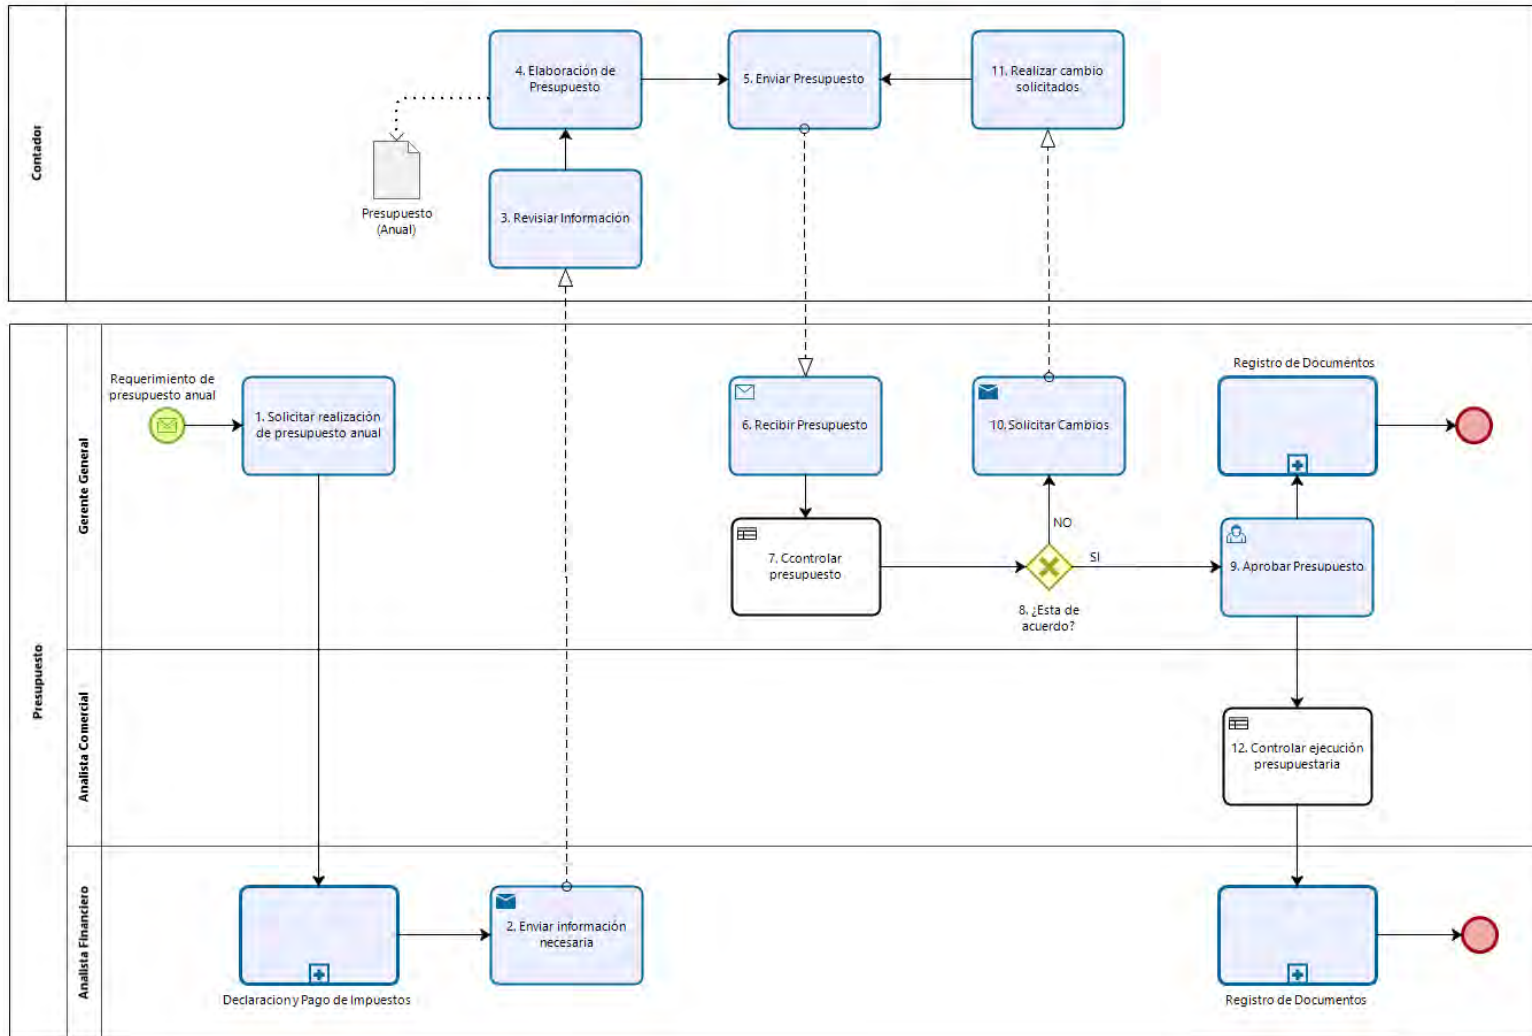 Contador
4. Elaboración de
Presupuesto
5. Enviar Presupuesto
11. Realizar cambio
solicitados
Presupuesto
(Anual)
3. Revisiar Información
Presupuesto
Gerente General
Requerimiento de
presupuesto anual
1. Solicitar realización
de presupuesto anual
6. Recibir Presupuesto
10. Solicitar Cambios
Registro de Documentos
7. Ccontrolar
presupuesto
NO
SI
8. ¿Esta de
acuerdo?
9. Aprobar Presupuesto
Analista Comercial
12. Controlar ejecución
presupuestaria
Analista Financiero
Declaracion y Pago de Impuestos
2. Enviar información
necesaria
Registro de Documentos